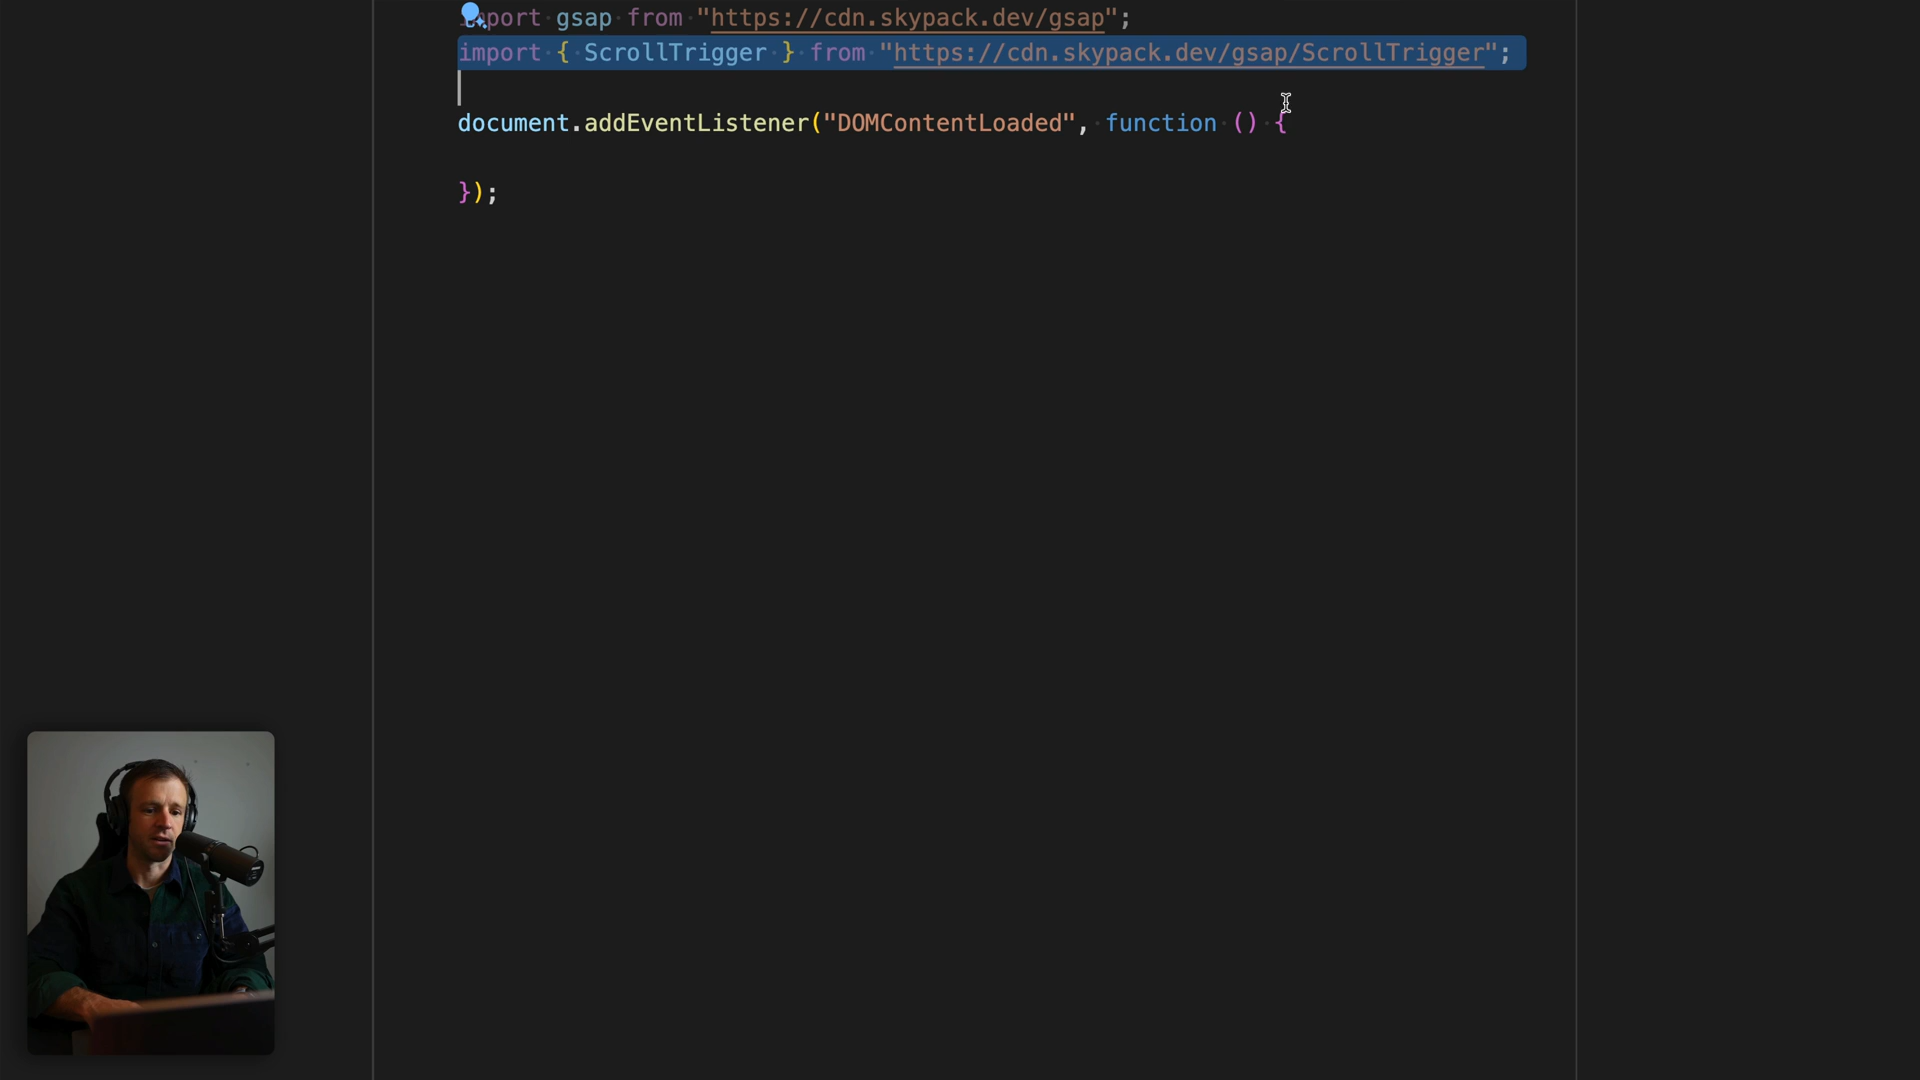 import gsap from "https://cdn.skypack.dev/gsap";
import { ScrollTrigger } from "https://cdn.skypack.dev/gsap/ScrollTrigger";
document.addEventListener("DOMContentLoaded", function () {
});